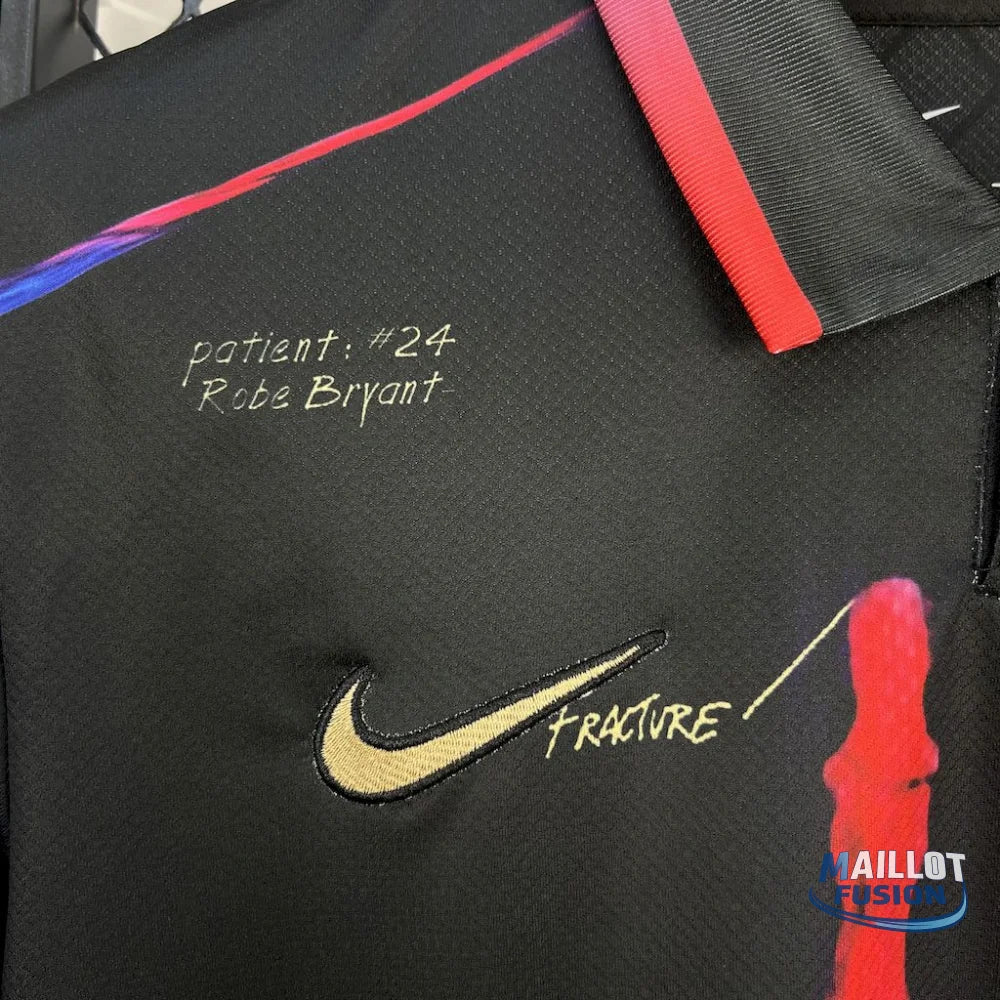 patient: #24
Robe Bryant
FRACTURE
MAILLOT
FUSION